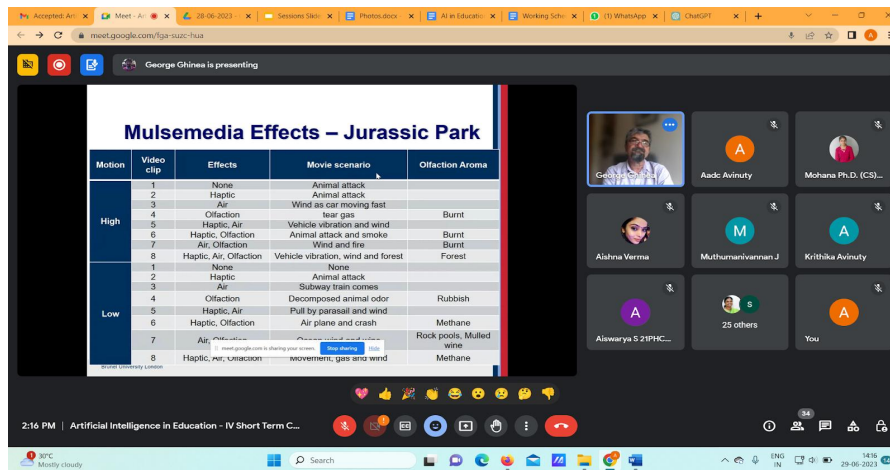 Accepted: Art
Meet - Ar
28-06-2023 -
Sessions Slide
Photos.docx -
AI in Educatio
Working Sche
(1) WhatsApp
ChatGPT
meet.google.com/fga-suzc-hua
George Ghinea is presenting
Mulsemedia Effects – Jurassic Park
Motion Video clip Effects Movie scenario Olfaction Aroma
High
1 None Animal attack
2 Haptic Animal attack
3 Air Wind as car moving fast
4 Olfaction tear gas Burnt
5 Haptic, Air Vehicle vibration and wind
6 Haptic, Olfaction Animal attack and smoke Burnt
7 Air, Olfaction Wind and fire Burnt
8 Haptic, Air, Olfaction Vehicle vibration, wind and forest Forest
Low
1 None None
2 Haptic Animal attack
3 Air Subway train comes
4 Olfaction Decomposed animal odor Rubbish
5 Haptic, Air Pull by parasail and wind
6 Haptic, Olfaction Air plane and crash Methane
7 Air, Rock pools, Mulled wine
meet.google.com is sharing your screen. Stop sharing Hide
8 Haptic, Air, Olfaction Movement, gas and wind Methane
Brunel University London
George Ghinea
A
Aadc Avinuty
Mohana Ph.D. (CS)...
Aishna Verma
M
Muthumanivannan J
A
Krithika Avinuty
A
Aiswarya S 21PHC...
S
25 others
A
You
2:16 PM | Artificial Intelligence in Education - IV Short Term C...
34
30°C
Mostly cloudy
Search
ENG
IN
14:16
29-06-2023